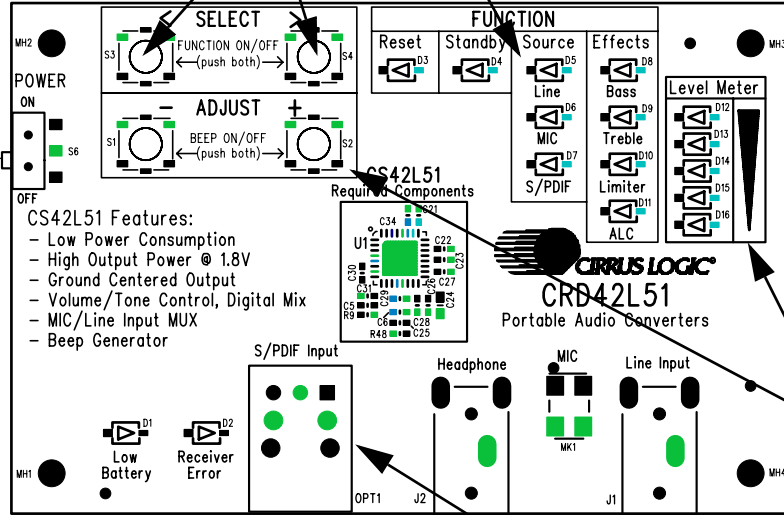 MH2
POWER
ON
OFF
S6
< SELECT >
S3
FUNCTION ON/OFF
(push both)
S4
− ADJUST +
S1
BEEP ON/OFF
(push both)
S2
FUNCTION
Reset
D3
Standby
D4
Source
D5
Line
D6
MIC
D7
S/PDIF
Effects
D8
Bass
D9
Treble
D10
Limiter
D11
ALC
MH3
Level Meter
D12
D13
D14
D15
D16
CS42L51
Required Components
C21
C34
U1
C22
C23
C30
C27
C31
C29
C26
C24
C5
R9
C6
C28
R48
C25
CS42L51 Features:
− Low Power Consumption
− High Output Power @ 1.8V
− Ground Centered Output
− Volume/Tone Control, Digital Mix
− MIC/Line Input MUX
− Beep Generator
CIRRUS LOGIC®
CRD42L51
Portable Audio Converters
S/PDIF Input
OPT1
Headphone
J2
MIC
MK1
Line Input
J1
D1
Low
Battery
D2
Receiver
Error
MH1
MH4